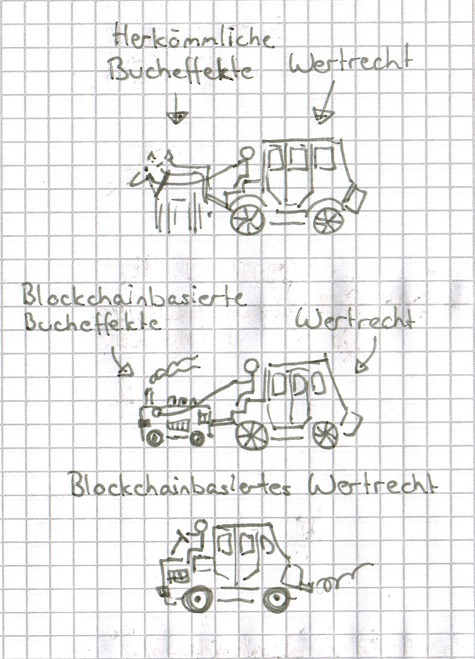 Herkömmliche
Bucheffekte Wertrecht
Blockchainbasierte
Bucheffekte
Wertrecht
Blockchainbasiertes Wertrecht